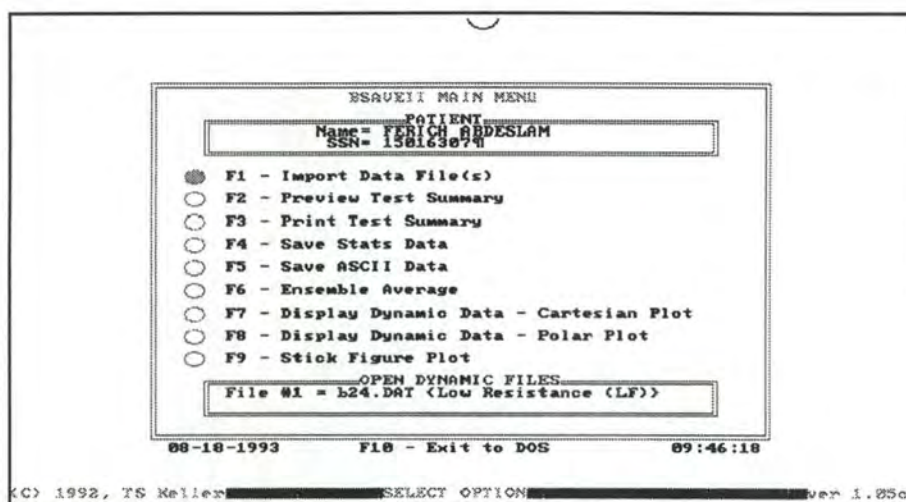 BSAVEII MAIN MENU
PATIENT
Name= FERICH ABDESLAM
SSN= 15016307¶
F1 - Import Data File(s)
F2 - Preview Test Summary
F3 - Print Test Summary
F4 - Save Stats Data
F5 - Save ASCII Data
F6 - Ensemble Average
F7 - Display Dynamic Data - Cartesian Plot
F8 - Display Dynamic Data - Polar Plot
F9 - Stick Figure Plot
OPEN DYNAMIC FILES
File #1 = b24.DAT <Low Resistance (LF)>
08-18-1993 F10 - Exit to DOS 09:46:18
(C) 1992, TS Keller SELECT OPTION ver 1.05c